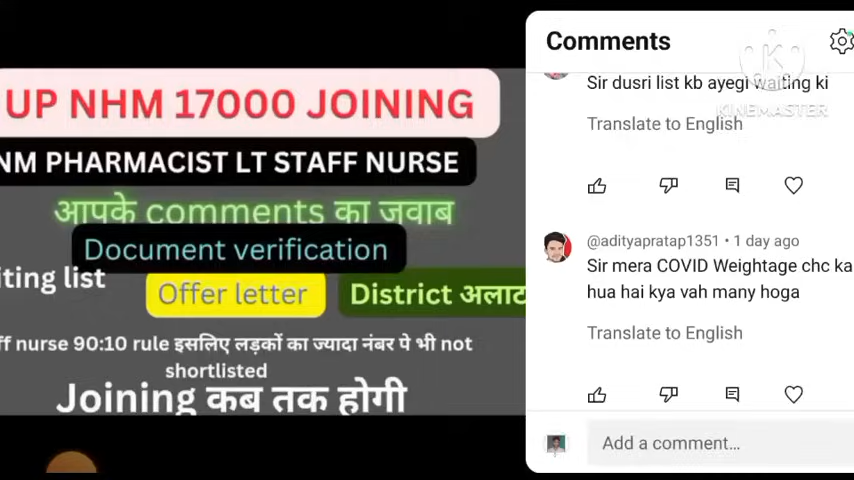 UP NHM 17000 JOINING
NM PHARMACIST LT STAFF NURSE
आपके comments का जवाब
Document verification
iting list
Offer letter
District अलाट
ff nurse 90:10 rule इसलिए लड़कों का ज्यादा नंबर पे भी not
shortlisted
Joining कब तक होगी
Comments
KINEMASTER
Sir dusri list kb ayegi waiting ki
Translate to English
@adityapratap1351 • 1 day ago
Sir mera COVID Weightage chc ka
hua hai kya vah many hoga
Translate to English
Add a comment...